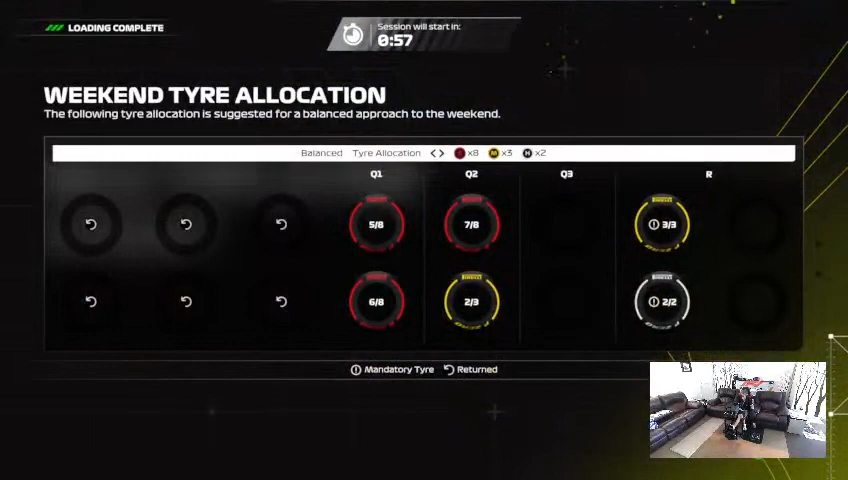 LOADING COMPLETE
Session will start in:
0:57
WEEKEND TYRE ALLOCATION
The following tyre allocation is suggested for a balanced approach to the weekend.
Balanced Tyre Allocation < > S x8 M x3 H x2
Q1 Q2 Q3 R
5/8 7/8 3/3
6/8 2/3 2/2
Mandatory Tyre Returned